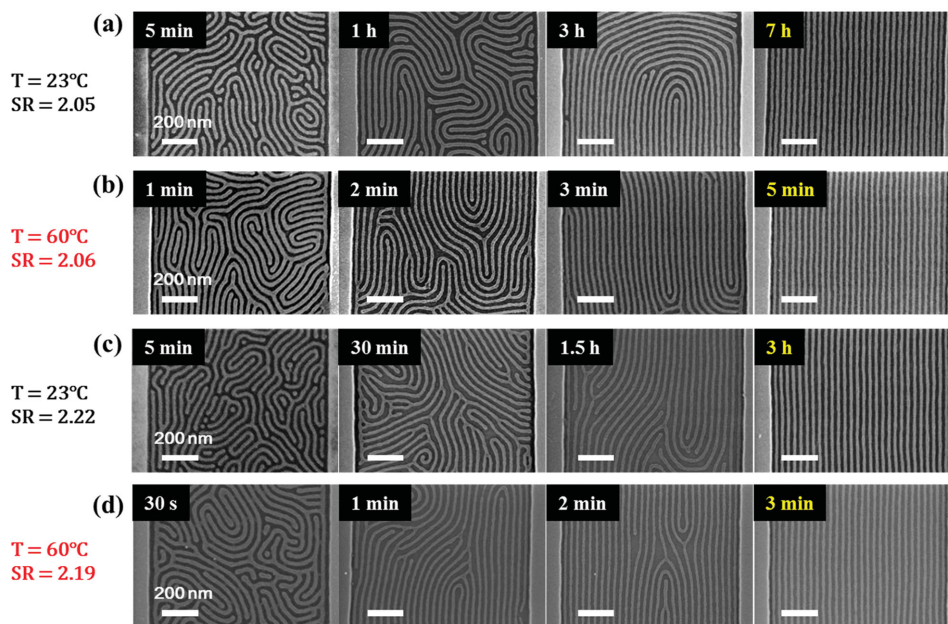 (a)
5 min
1 h
3 h
7 h
T = 23°C
SR = 2.05
200 nm
(b)
1 min
2 min
3 min
5 min
T = 60°C
SR = 2.06
200 nm
(c)
5 min
30 min
1.5 h
3 h
T = 23°C
SR = 2.22
200 nm
(d)
30 s
1 min
2 min
3 min
T = 60°C
SR = 2.19
200 nm